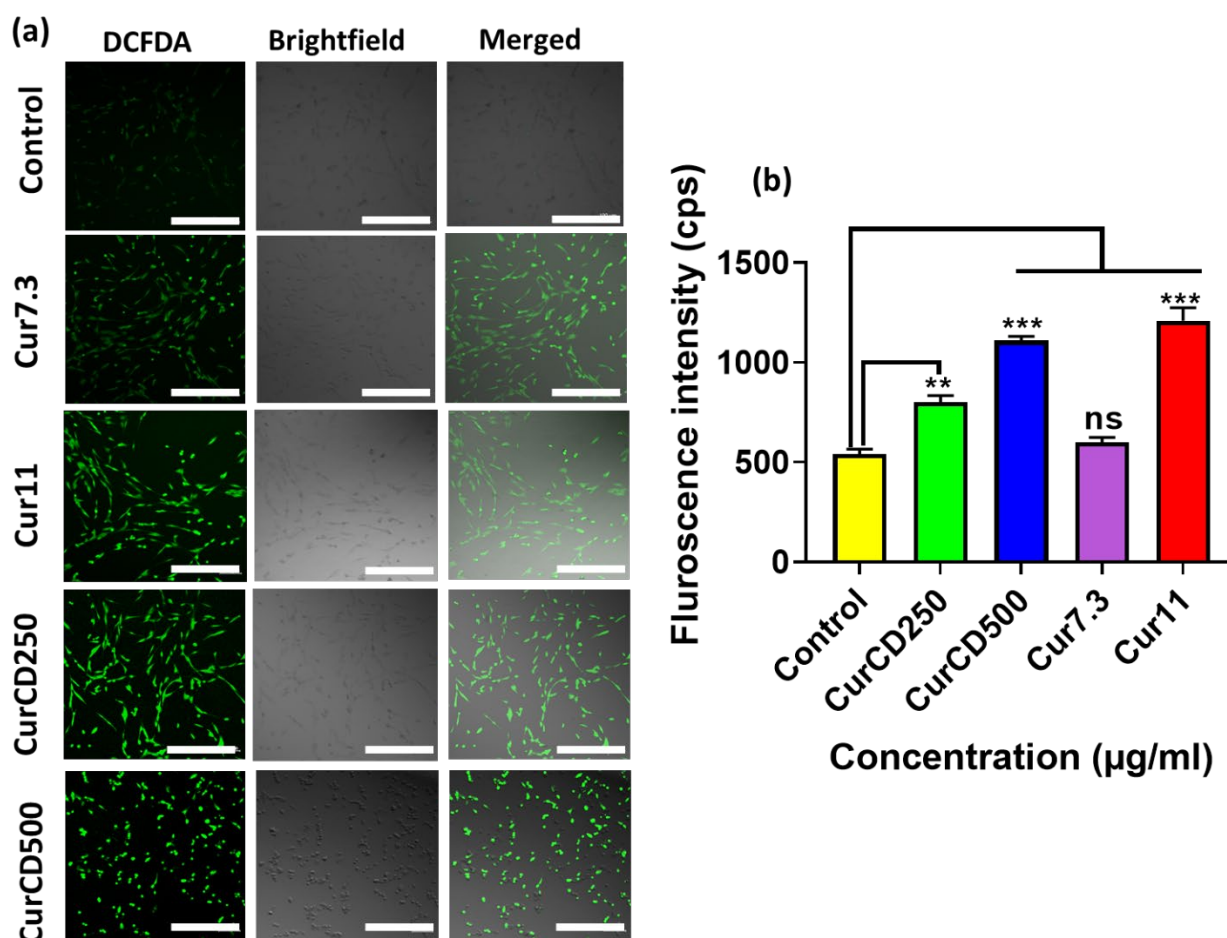 (a)
DCFDA Brightfield Merged
Control
Cur7.3
Cur11
CurCD250
CurCD500
(b)
Fluroscence intensity (cps)
1500
1000
500
0
**
***
ns
***
Control
CurCD250
CurCD500
Cur7.3
Cur11
Concentration (µg/ml)